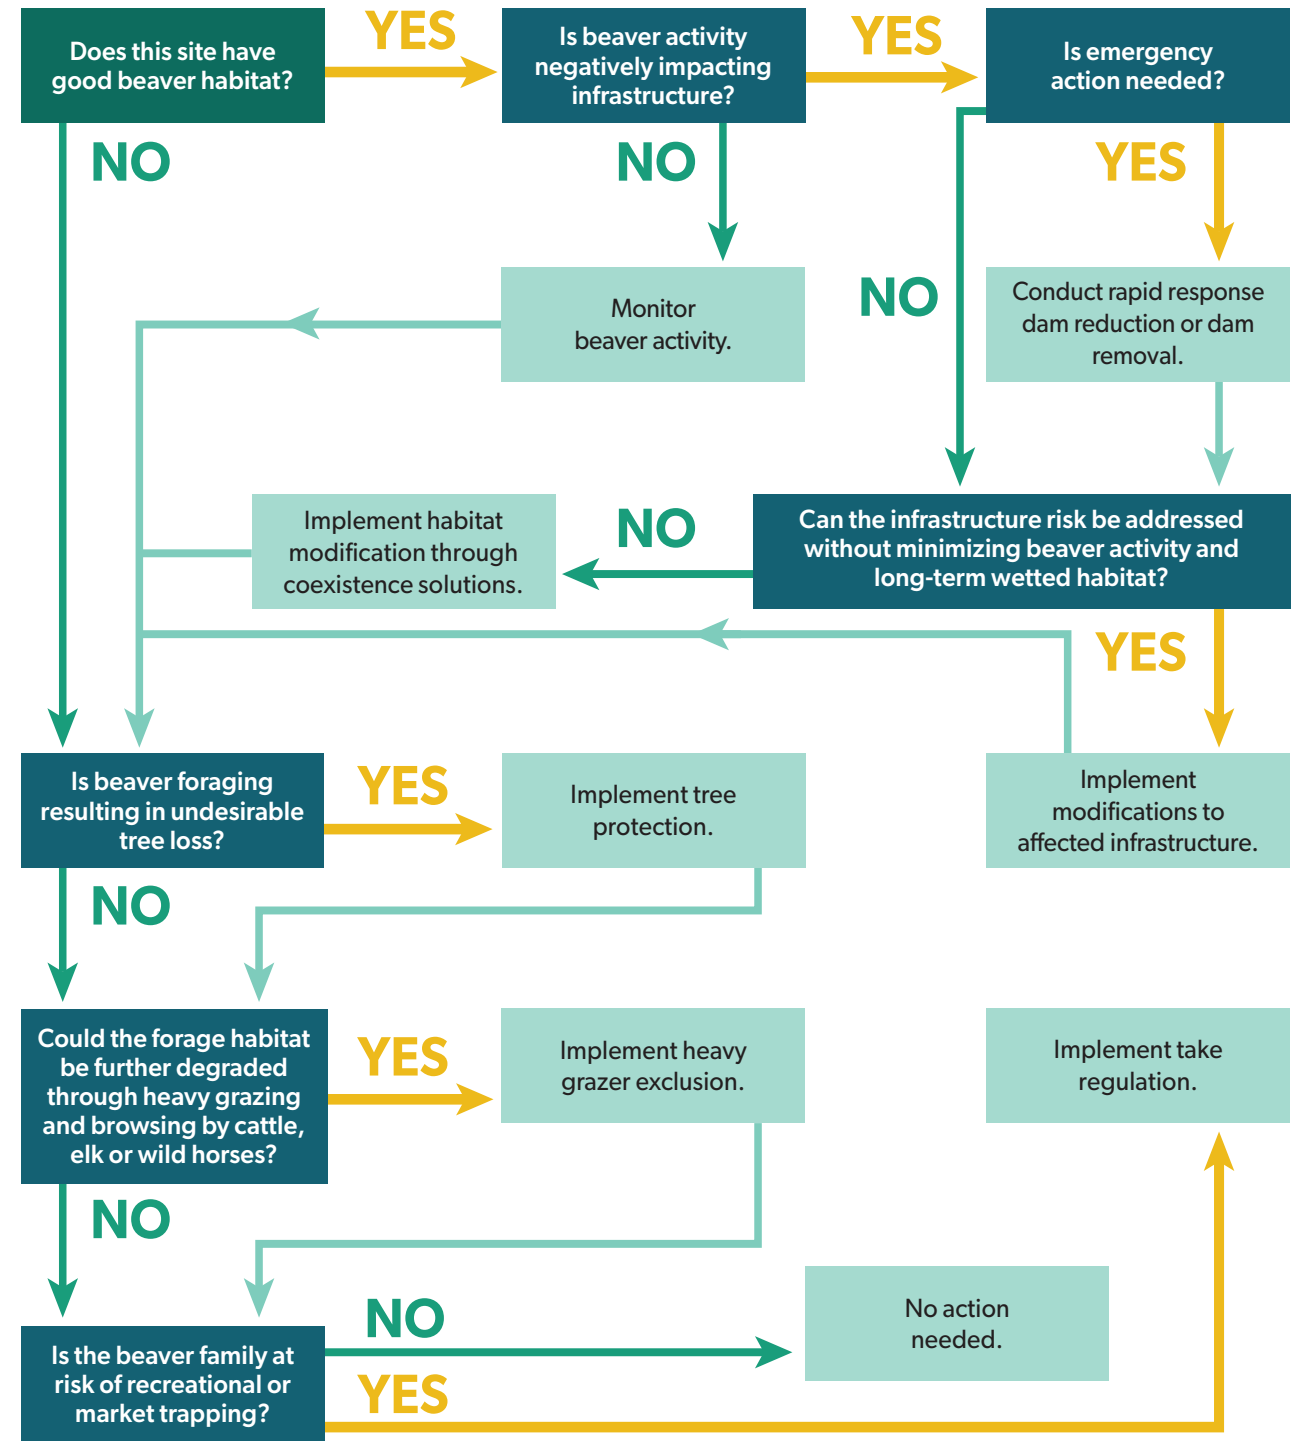 Does this site have
good beaver habitat?
YES
Is beaver activity
negatively impacting
infrastructure?
YES
Is emergency
action needed?
NO
NO
YES
NO
Monitor
beaver activity.
Conduct rapid response
dam reduction or dam
removal.
Implement habitat
modification through
coexistence solutions.
NO
Can the infrastructure risk be addressed
without minimizing beaver activity and
long-term wetted habitat?
YES
Is beaver foraging
resulting in undesirable
tree loss?
YES
Implement tree
protection.
Implement
modifications to
affected infrastructure.
NO
Could the forage habitat
be further degraded
through heavy grazing
and browsing by cattle,
elk or wild horses?
YES
Implement heavy
grazer exclusion.
Implement take
regulation.
NO
Is the beaver family at
risk of recreational or
market trapping?
NO
No action
needed.
YES